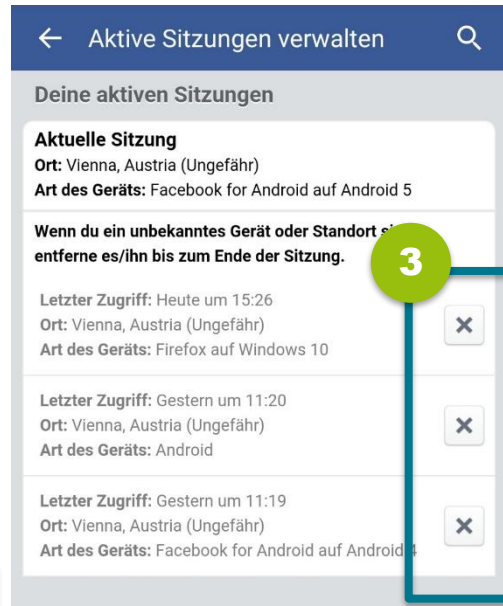 Aktive Sitzungen verwalten
Deine aktiven Sitzungen
Aktuelle Sitzung
Ort: Vienna, Austria (Ungefähr)
Art des Geräts: Facebook for Android auf Android 5
Wenn du ein unbekanntes Gerät oder Standort
entferne es/ihn bis zum Ende der Sitzung.
3
Letzter Zugriff: Heute um 15:26
Ort: Vienna, Austria (Ungefähr)
Art des Geräts: Firefox auf Windows 10
Letzter Zugriff: Gestern um 11:20
Ort: Vienna, Austria (Ungefähr)
Art des Geräts: Android
Letzter Zugriff: Gestern um 11:19
Ort: Vienna, Austria (Ungefähr)
Art des Geräts: Facebook for Android auf Android 4